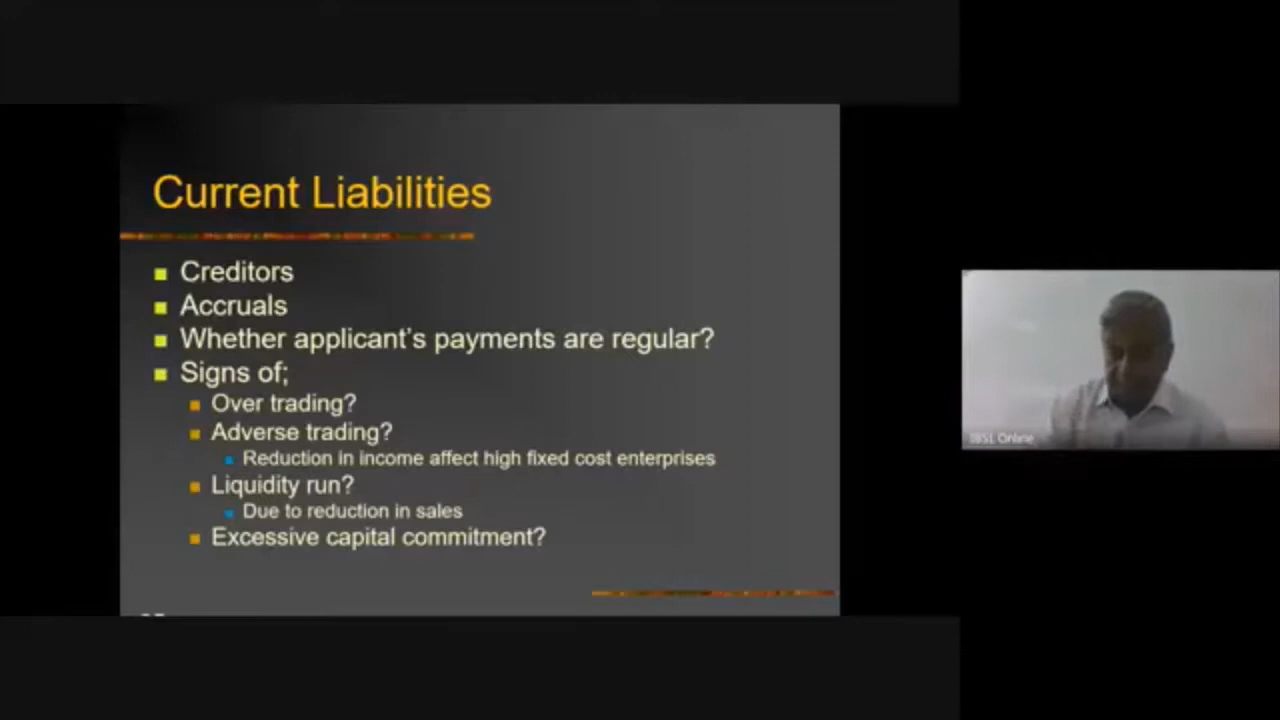 Current Liabilities
Creditors
Accruals
Whether applicant's payments are regular?
Signs of;
Over trading?
Adverse trading?
Reduction in income affect high fixed cost enterprises
Liquidity run?
Due to reduction in sales
Excessive capital commitment?
IBSL Online